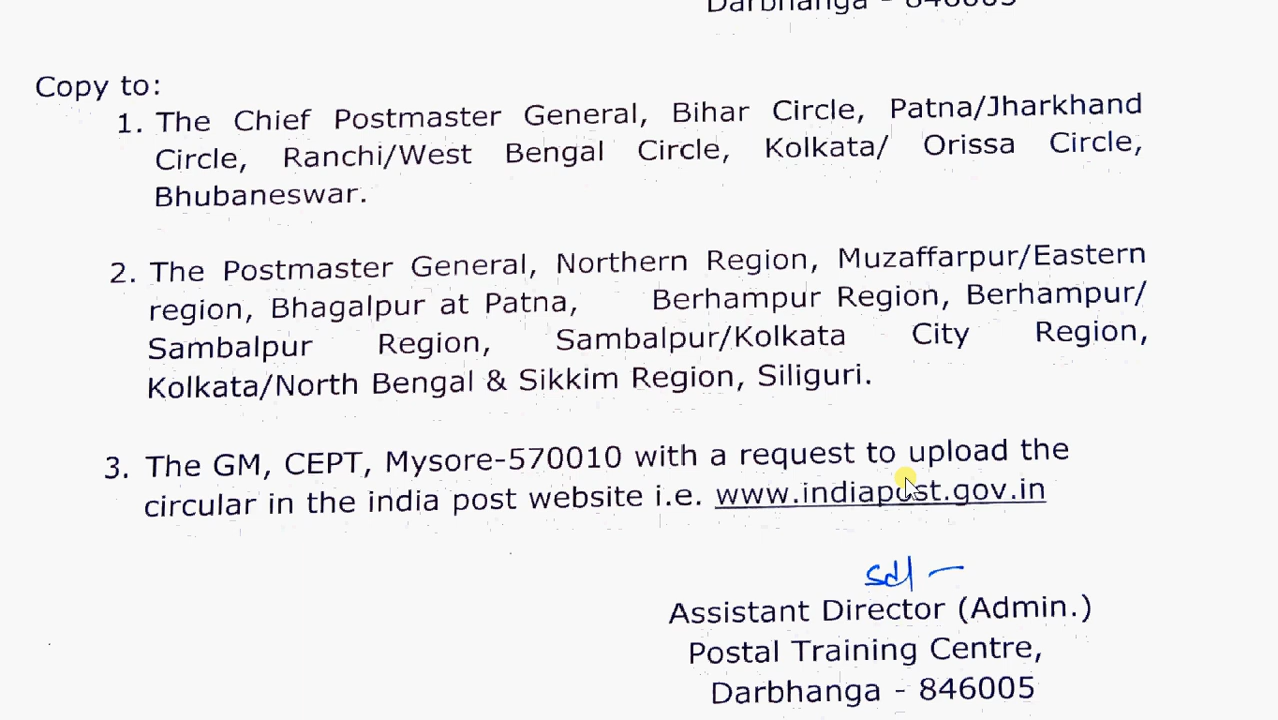 Darbhanga - 846005
Copy to:
1. The Chief Postmaster General, Bihar Circle, Patna/Jharkhand
Circle, Ranchi/West Bengal Circle, Kolkata/ Orissa Circle,
Bhubaneswar.
2. The Postmaster General, Northern Region, Muzaffarpur/Eastern
region, Bhagalpur at Patna, Berhampur Region, Berhampur/
Sambalpur Region, Sambalpur/Kolkata City Region,
Kolkata/North Bengal & Sikkim Region, Siliguri.
3. The GM, CEPT, Mysore-570010 with a request to upload the
circular in the india post website i.e. www.indiapost.gov.in
Sd/-
Assistant Director (Admin.)
Postal Training Centre,
Darbhanga - 846005